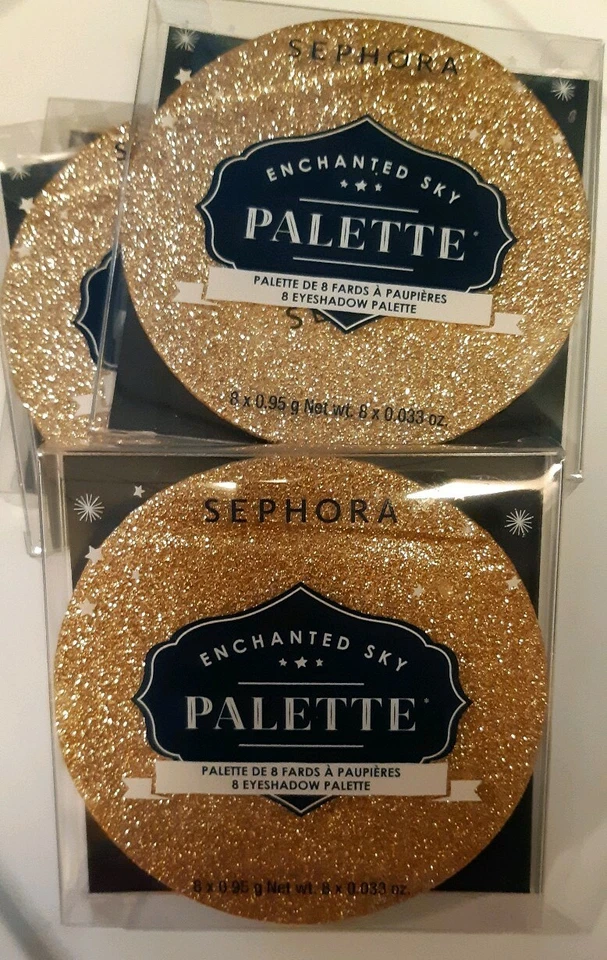 SEPHORA
ENCHANTED SKY
PALETTE*
PALETTE DE 8 FARDS À PAUPIÈRES
8 EYESHADOW PALETTE
8 x 0.95 g Net wt. 8 x 0.033 oz.
SEPHORA
ENCHANTED SKY
PALETTE*
PALETTE DE 8 FARDS À PAUPIÈRES
8 EYESHADOW PALETTE
8 x 0.95 g Net wt. 8 x 0.033 oz.